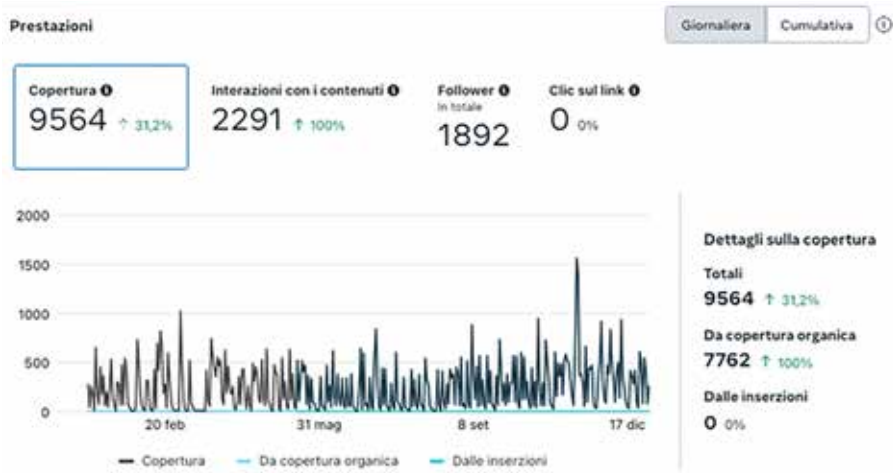 Prestazioni
Giornaliera Cumulativa
Copertura
9564 ↑ 31,2%
Interazioni con i contenuti
2291 ↑ 100%
Follower
In totale
1892
Clic sul link
0 0%
2000
1500
1000
500
0
20 feb 31 mag 8 set 17 dic
Copertura Da copertura organica Dalle inserzioni
Dettagli sulla copertura
Totali
9564 ↑ 31,2%
Da copertura organica
7762 ↑ 100%
Dalle inserzioni
0 0%